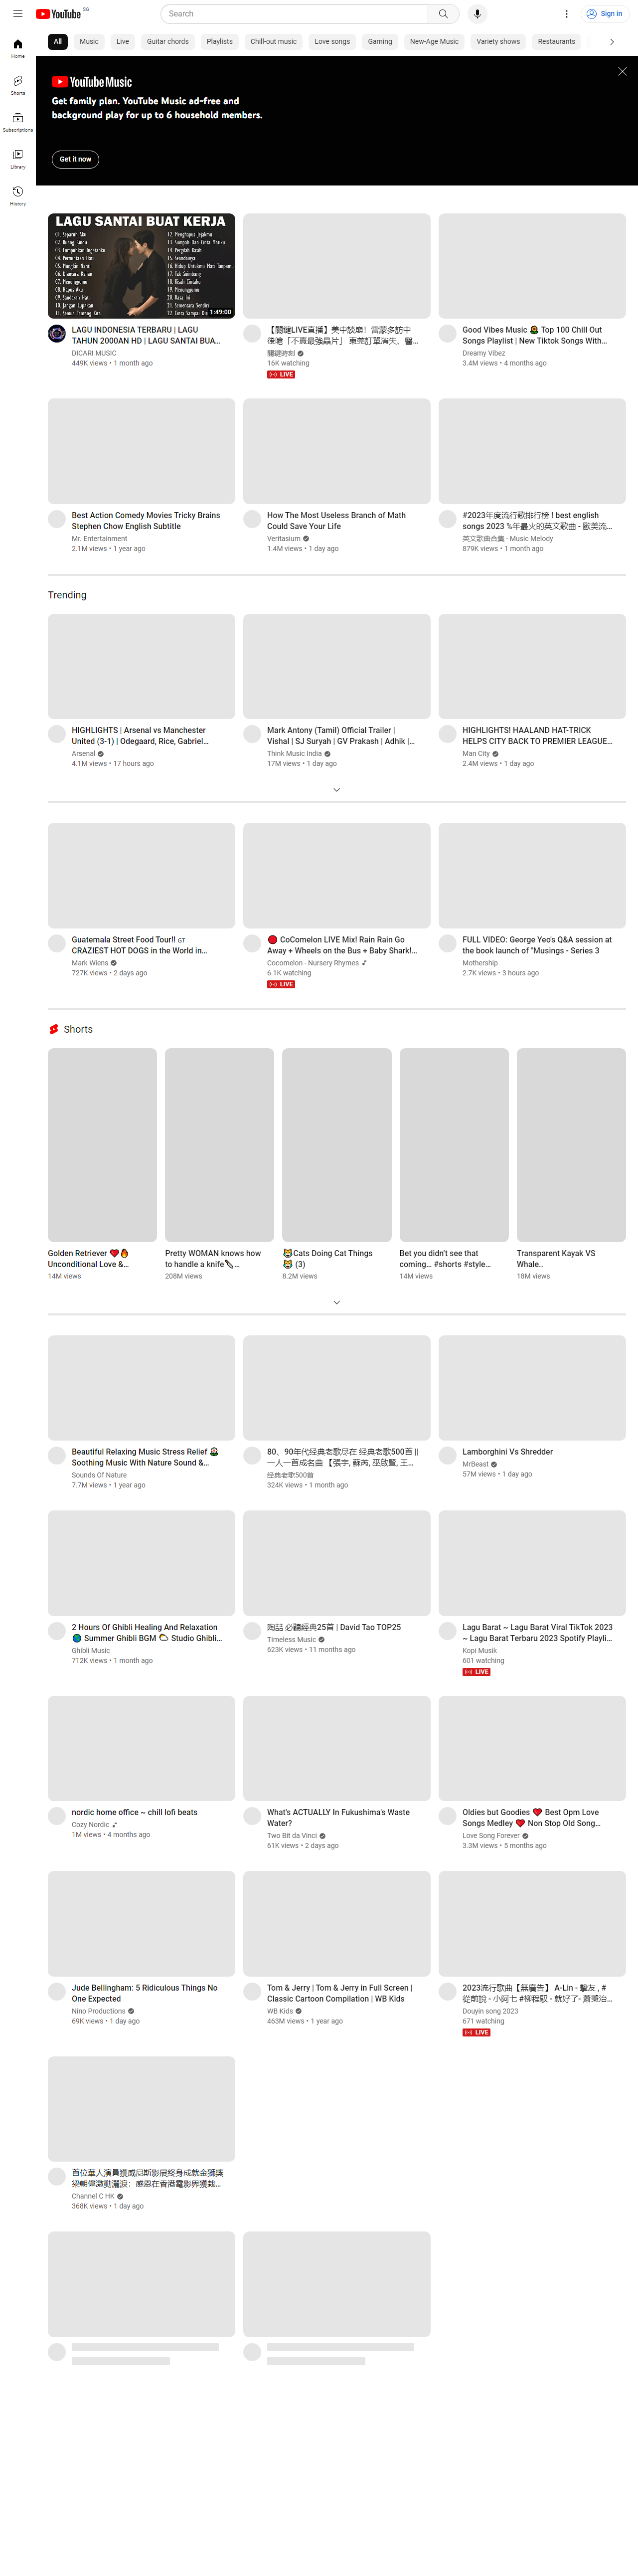 YouTube SG
Search
Sign in
Home
Shorts
Subscriptions
Library
History
All
Music
Live
Guitar chords
Playlists
Chill-out music
Love songs
Gaming
New-Age Music
Variety shows
Restaurants
YouTube Music
Get family plan. YouTube Music ad-free and
background play for up to 6 household members.
Get it now
LAGU SANTAI BUAT KERJA
01. Separuh Aku
02. Ruang Rindu
03. Lumpuhkan Ingatanku
04. Permintaan Hati
05. Mungkin Nanti
06. Diantara Kalian
07. Menunggumu
08. Hapus Aku
09. Sandaran Hati
10. Jangan Lupakan
11. Semua Tentang Kita
12. Menghapus Jejakmu
13. Sumpah Dan Cinta Matiku
14. Pergilah Kasih
15. Seandainya
16. Hidup Untukmu Mati Tanpamu
17. Tak Sembang
18. Kisah Cintaku
19. Menunggumu
20. Rasa Ini
21. Sementara Sendiri
22. Cinta Sampai
1:49:00
LAGU INDONESIA TERBARU | LAGU
TAHUN 2000AN HD | LAGU SANTAI BUA...
DICARI MUSIC
449K views • 1 month ago
【關鍵LIVE直播】美中談崩！雷蒙多訪中
後嗆「不賣最強晶片」 東莞訂單消失、
關鍵時刻
16K watching
LIVE
Good Vibes Music 🌻 Top 100 Chill Out
Songs Playlist | New Tiktok Songs With...
Dreamy Vibez
3.4M views • 4 months ago
Best Action Comedy Movies Tricky Brains
Stephen Chow English Subtitle
Mr. Entertainment
2.1M views • 1 year ago
How The Most Useless Branch of Math
Could Save Your Life
Veritasium
1.4M views • 1 day ago
#2023年度流行歌排行榜 ! best english
songs 2023 %年最火的英文歌曲 - 歐美流...
英文歌曲合集 - Music Melody
879K views • 1 month ago
Trending
HIGHLIGHTS | Arsenal vs Manchester
United (3-1) | Odegaard, Rice, Gabriel...
Arsenal
4.1M views • 17 hours ago
Mark Antony (Tamil) Official Trailer |
Vishal | SJ Suryah | GV Prakash | Adhik |...
Think Music India
17M views • 1 day ago
HIGHLIGHTS! HAALAND HAT-TRICK
HELPS CITY BACK TO PREMIER LEAGUE...
Man City
2.4M views • 1 day ago
Guatemala Street Food Tour!! GT
CRAZIEST HOT DOGS in the World in...
Mark Wiens
727K views • 2 days ago
🔴 CoComelon LIVE Mix! Rain Rain Go
Away + Wheels on the Bus + Baby Shark!...
Cocomelon - Nursery Rhymes
6.1K watching
LIVE
FULL VIDEO: George Yeo's Q&A session at
the book launch of "Musings - Series 3
Mothership
2.7K views • 3 hours ago
Shorts
Golden Retriever ❤️🔥
Unconditional Love &...
14M views
Pretty WOMAN knows how
to handle a knife🔪...
208M views
😹Cats Doing Cat Things
😹 (3)
8.2M views
Bet you didn't see that
coming... #shorts #style...
14M views
Transparent Kayak VS
Whale..
18M views
Beautiful Relaxing Music Stress Relief
Soothing Music With Nature Sound &...
Sounds Of Nature
7.7M views • 1 year ago
80、90年代经典老歌尽在 经典老歌500首 ||
一人一首成名曲 【張宇, 蘇芮, 巫啟賢, 王...
经典老歌500首
324K views • 1 month ago
Lamborghini Vs Shredder
MrBeast
57M views • 1 day ago
2 Hours Of Ghibli Healing And Relaxation
🌎 Summer Ghibli BGM 🌤 Studio Ghibli...
Ghibli Music
712K views • 1 month ago
陶喆 必聽經典25首 | David Tao TOP25
Timeless Music
623K views • 11 months ago
Lagu Barat ~ Lagu Barat Viral TikTok 2023
~ Lagu Barat Terbaru 2023 Spotify Playli...
Kopi Musik
601 watching
LIVE
nordic home office ~ chill lofi beats
Cozy Nordic
1M views • 4 months ago
What's ACTUALLY In Fukushima's Waste
Water?
Two Bit da Vinci
61K views • 2 days ago
Oldies but Goodies ❤️ Best Opm Love
Songs Medley ❤️ Non Stop Old Song...
Love Song Forever
3.3M views • 5 months ago
Jude Bellingham: 5 Ridiculous Things No
One Expected
Nino Productions
69K views • 1 day ago
Tom & Jerry | Tom & Jerry in Full Screen |
Classic Cartoon Compilation | WB Kids
WB Kids
463M views • 1 year ago
2023流行歌曲【無廣告】 A-Lin - 摯友 , #
從前說 - 小阿七 #柳程馭 - 就好了- 蕭秉治...
Douyin song 2023
671 watching
LIVE
首位華人演員獲威尼斯影展終身成就金獅獎
梁朝偉激動灑淚：感恩在香港電影界獲栽...
Channel C HK
368K views • 1 day ago